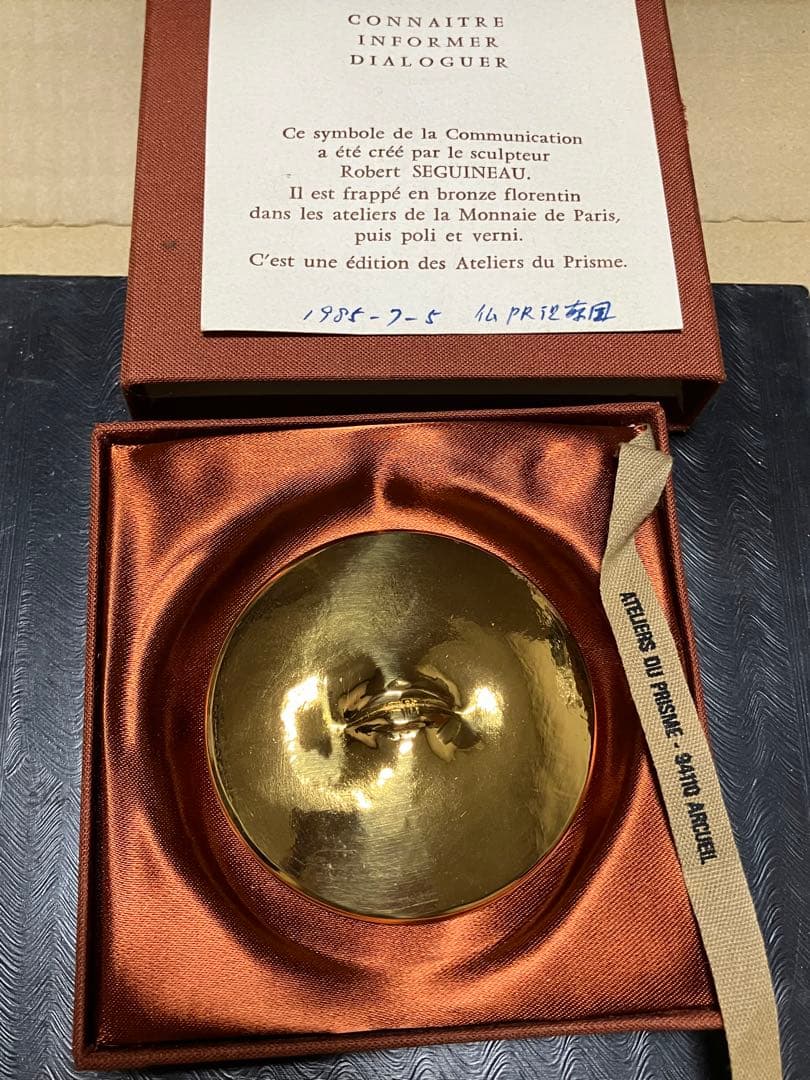 CONNAITRE
INFORMER
DIALOGUER
Ce symbole de la Communication
a été créé par le sculpteur
Robert SEGUINEAU.
Il est frappé en bronze florentin
dans les ateliers de la Monnaie de Paris,
puis poli et verni.
C'est une édition des Ateliers du Prisme.
1985-7-5 仏PR視察団
ATELIERS DU PRISME - 94110 ARCUEIL